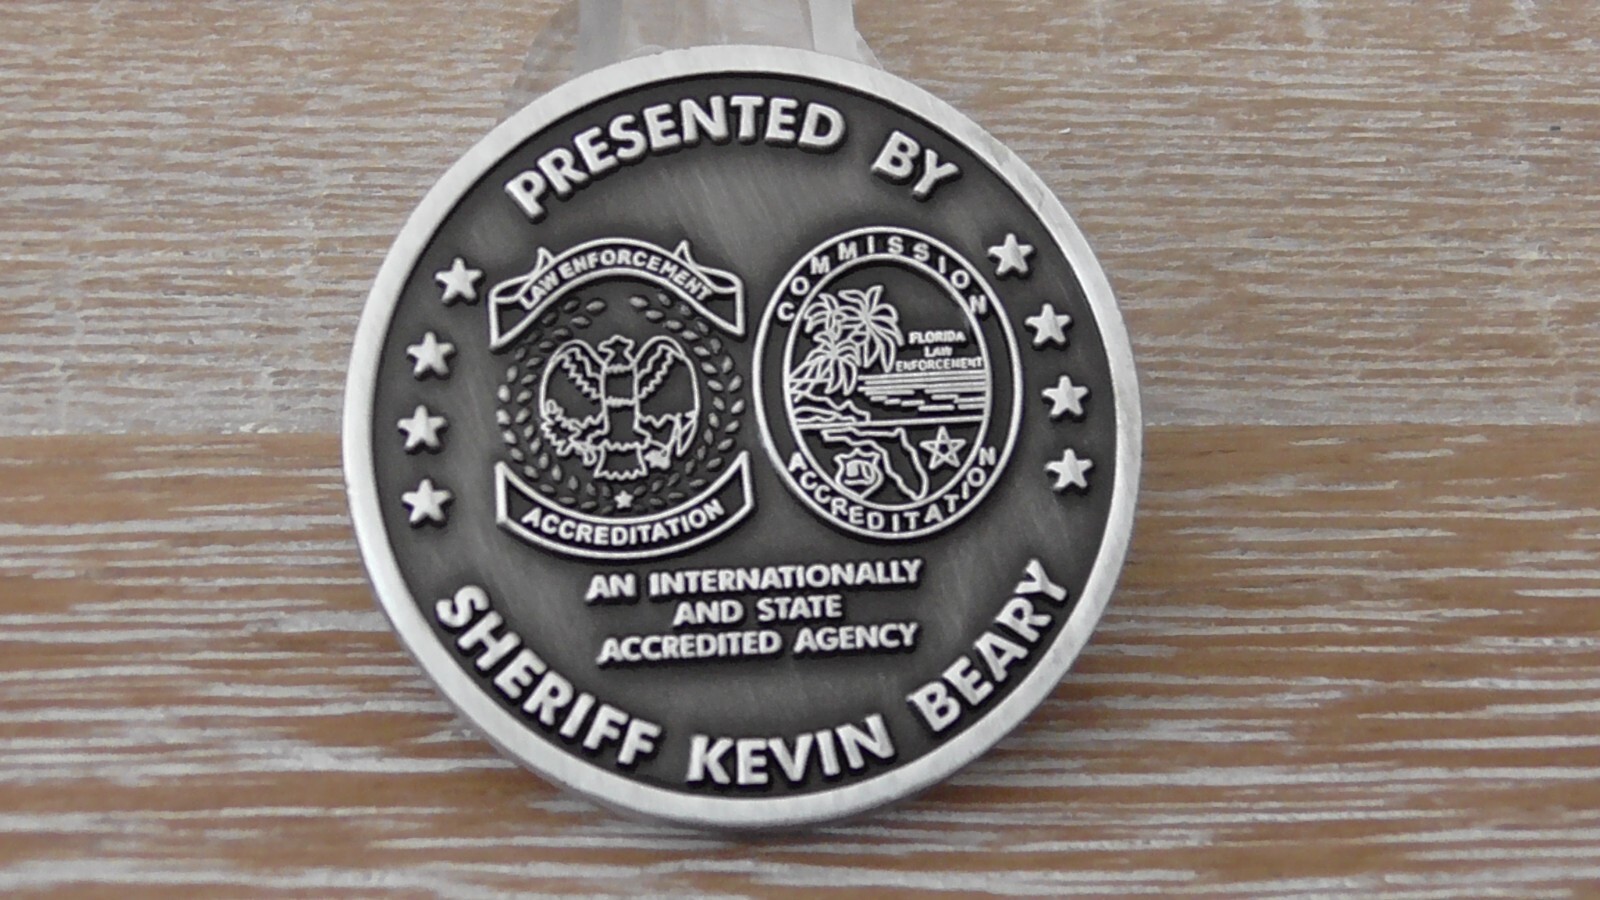 PRESENTED BY
LAW ENFORCEMENT
ACCREDITATION
COMMISSION
FLORIDA
LAW
ENFORCEMENT
ACCREDITATION
AN INTERNATIONALLY
AND STATE
ACCREDITED AGENCY
SHERIFF KEVIN BEARY